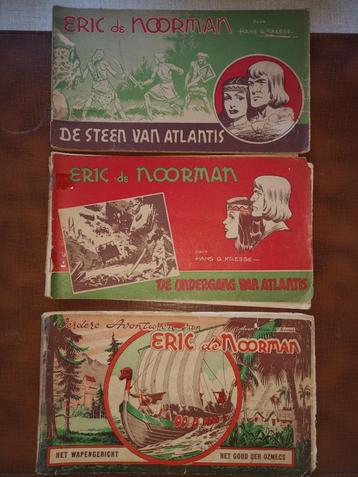 ERIC de NOORMAN
DOOR
HANS G. KRESSE
DE STEEN VAN ATLANTIS
ERIC de NOORMAN
DOOR
HANS G. KRESSE
DE ONDERGANG VAN ATLANTIS
Verdere Avonturen van
ERIC de NOORMAN
HET WAPENGERICHT
HET GOUD DER OZMECS